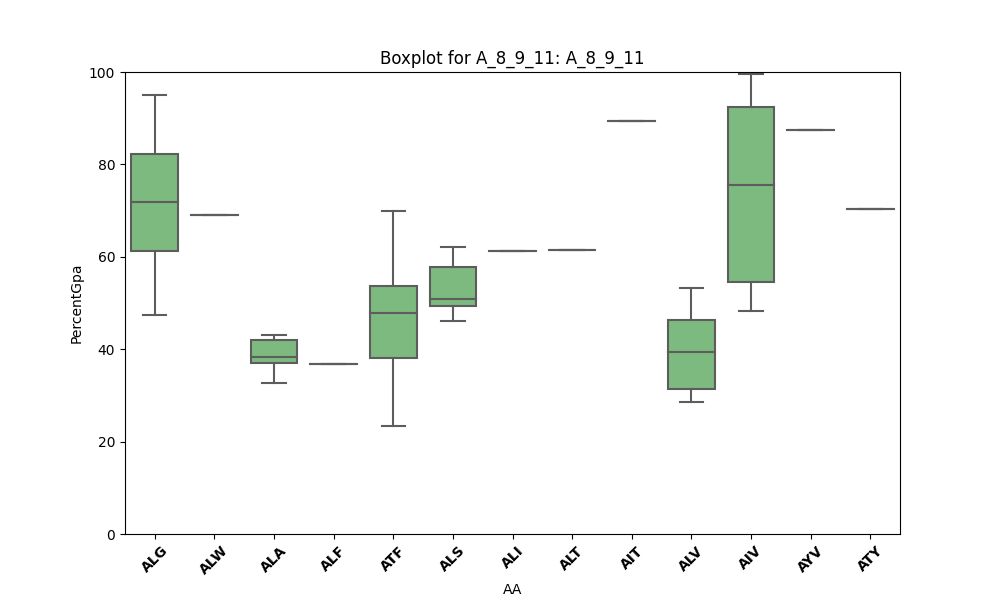 Boxplot for A_8_9_11: A_8_9_11
PercentGpa
100
80
60
40
20
0
ALG ALW ALA ALF ATF ALS ALI ALT AIT ALV AIV AYV ATY
AA